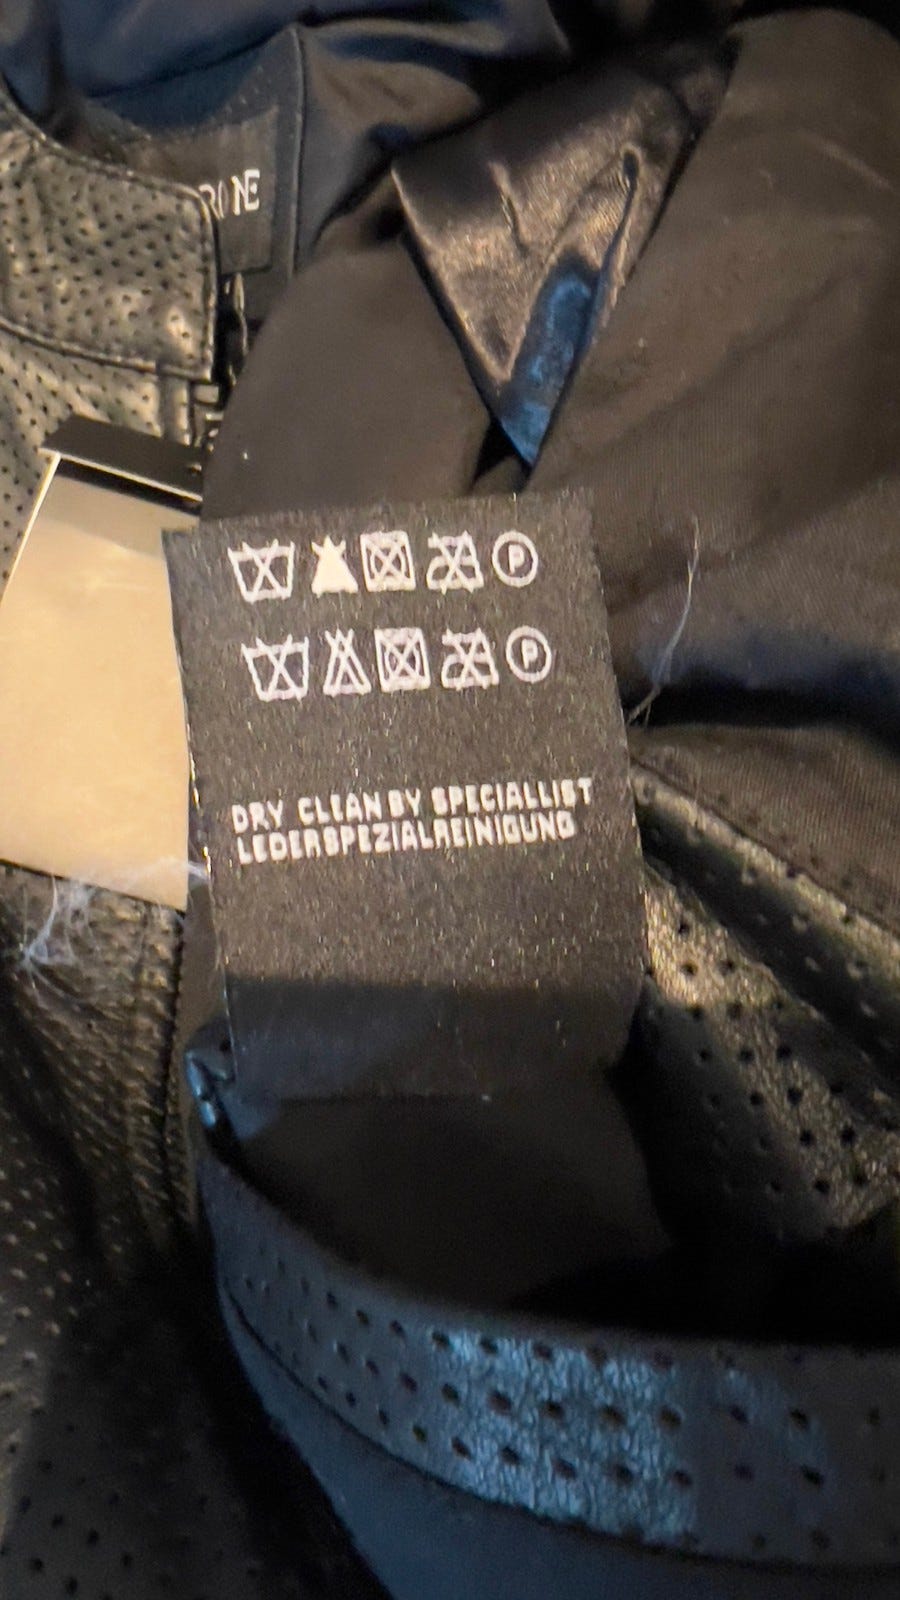 P
P
DRY CLEAN BY SPECIALLIST
LEDERSPEZIALREINIGUNG